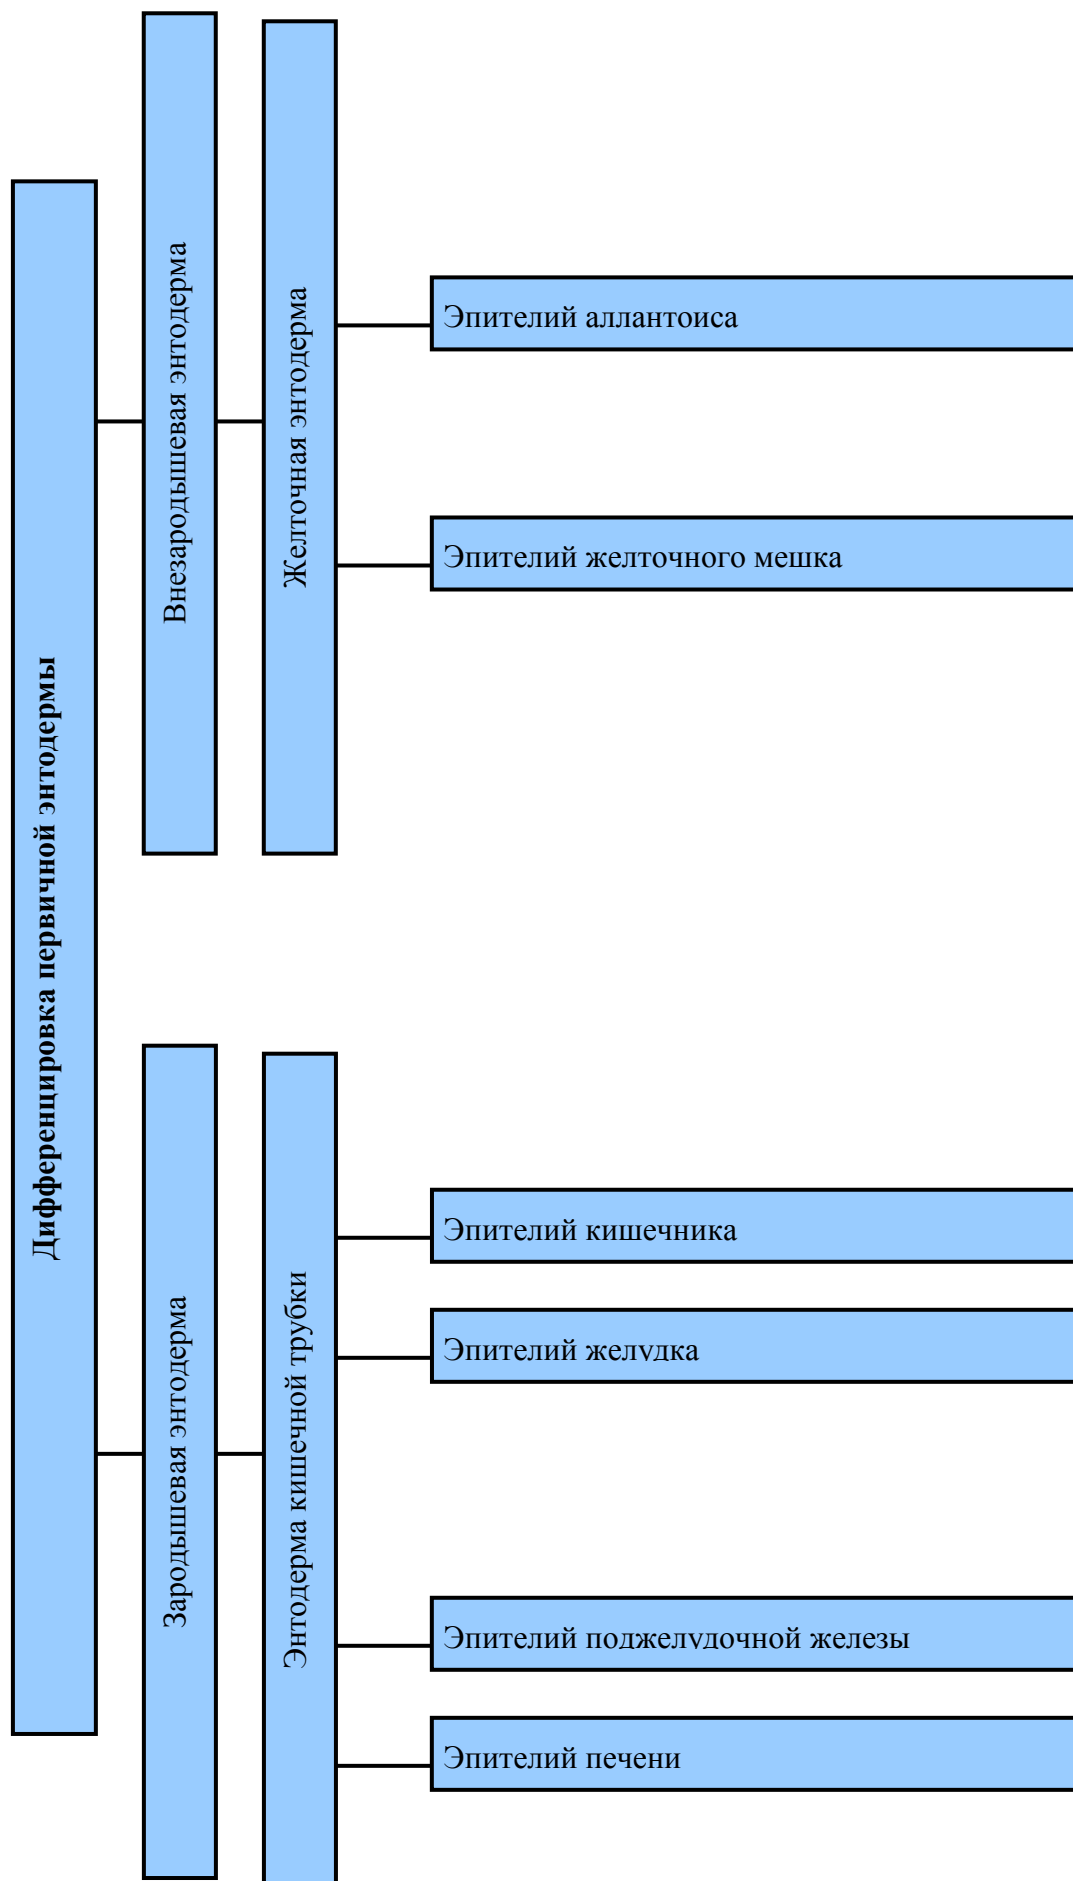 Дифференцировка первичной энтодермы
Внезародышевая энтодерма
Желточная энтодерма
Эпителий аллантоиса
Эпителий желточного мешка
Зародышевая энтодерма
Энтодерма кишечной трубки
Эпителий кишечника
Эпителий желудка
Эпителий поджелудочной железы
Эпителий печени